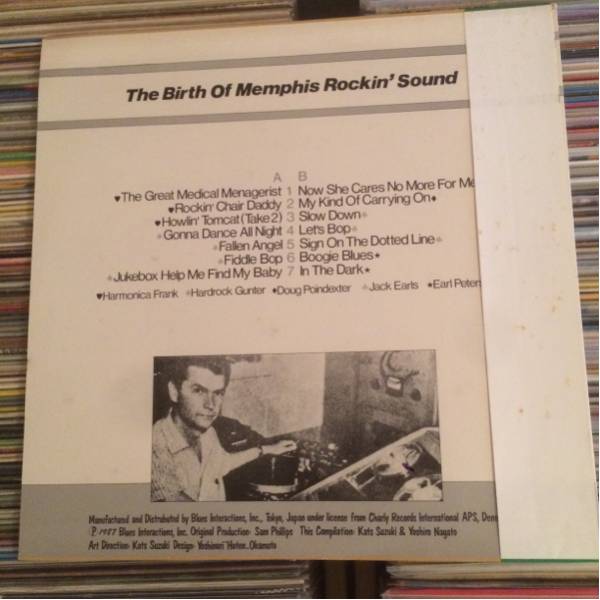 The Birth Of Memphis Rockin' Sound
A B
♥The Great Medical Menagerist 1 Now She Cares No More For Me
♥Rockin' Chair Daddy 2 My Kind Of Carrying On♦
♥Howlin' Tomcat (Take 2) 3 Slow Down♣
♠Gonna Dance All Night 4 Let's Bop♣
♠Fallen Angel 5 Sign On The Dotted Line♣
♠Fiddle Bop 6 Boogie Blues★
♠Jukebox Help Me Find My Baby 7 In The Dark★
♥Harmonica Frank ♠Hardrock Gunter ♦Doug Poindexter ♣Jack Earls ★Earl Peter
Manufactured and Distrubuted by Blues Interactions, Inc., Tokyo, Japan under license from Charly Records International APS, Den
℗ 1987 Blues Interactions, Inc. Original Production: Sam Phillips This Compilation: Kats Suzuki & Yoshiro Nagato
Art Direction: Kats Suzuki Design: Yoshinori "Hoten" Okamoto